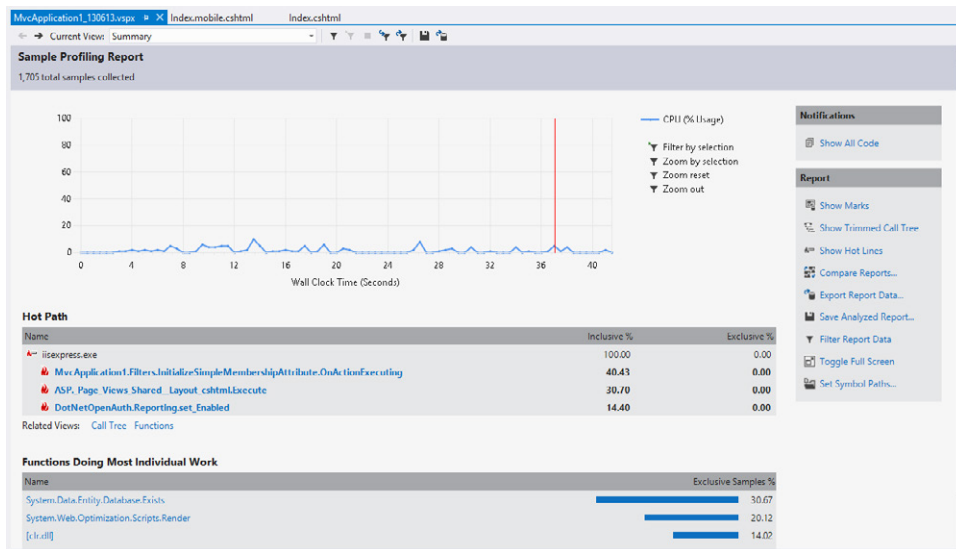 MvcApplication1_130613.vspx Index.mobile.cshtml Index.cshtml
Current View: Summary
Sample Profiling Report
1,705 total samples collected
100
80
60
40
20
0
0 4 8 12 16 20 24 28 32 36 40
Wall Clock Time (Seconds)
CPU (% Usage)
Filter by selection
Zoom by selection
Zoom reset
Zoom out
Notifications
Show All Code
Report
Show Marks
Show Trimmed Call Tree
Show Hot Lines
Compare Reports...
Export Report Data...
Save Analyzed Report...
Filter Report Data
Toggle Full Screen
Set Symbol Paths...
Hot Path
Name Inclusive % Exclusive %
iisexpress.exe 100.00 0.00
MvcApplication1.Filters.InitializeSimpleMembershipAttribute.OnActionExecuting 40.43 0.00
ASP._Page_Views_Shared__Layout_cshtml.Execute 30.70 0.00
DotNetOpenAuth.Reporting.set_Enabled 14.40 0.00
Related Views: Call Tree Functions
Functions Doing Most Individual Work
Name Exclusive Samples %
System.Data.Entity.Database.Exists 30.67
System.Web.Optimization.Scripts.Render 20.12
[clr.dll] 14.02